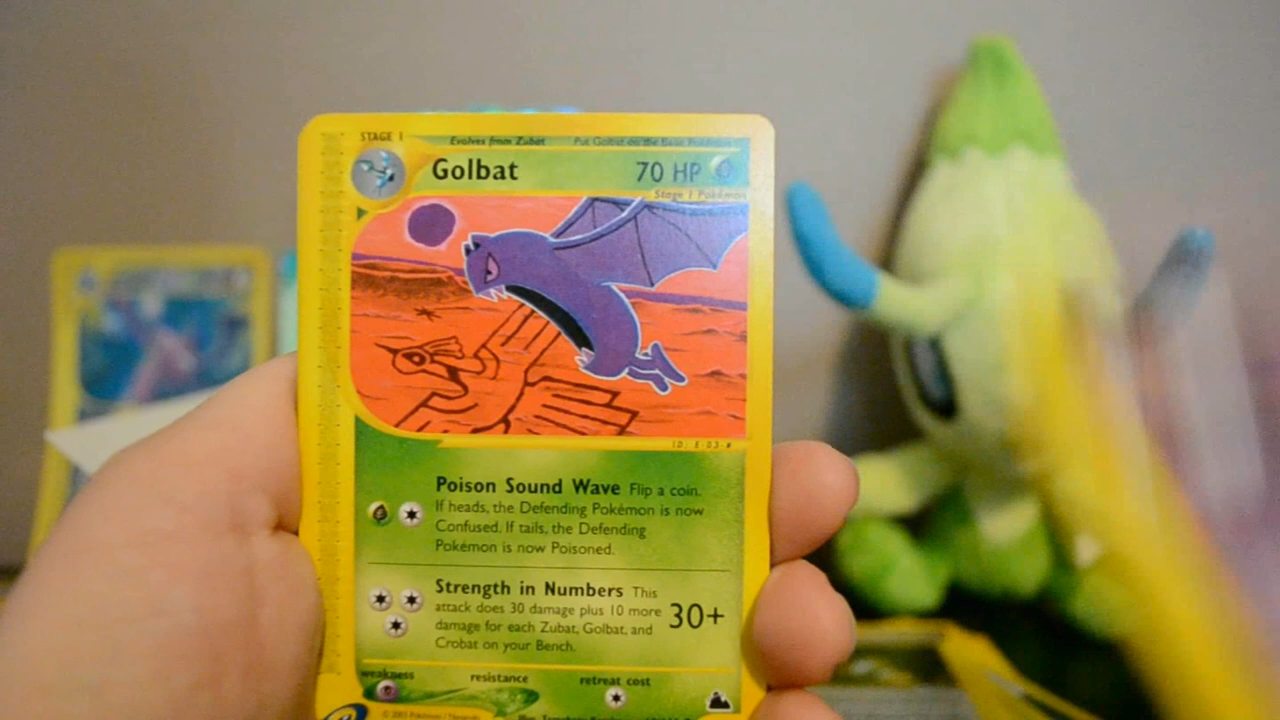 STAGE 1
Evolves from Zubat Put Golbat on the Basic Pokémon
Golbat 70 HP
Stage 1 Pokémon
ID: E-03-#
Poison Sound Wave Flip a coin.
If heads, the Defending Pokémon is now
Confused. If tails, the Defending
Pokémon is now Poisoned.
Strength in Numbers This
attack does 30 damage plus 10 more
damage for each Zubat, Golbat, and
Crobat on your Bench.
30+
weakness resistance retreat cost